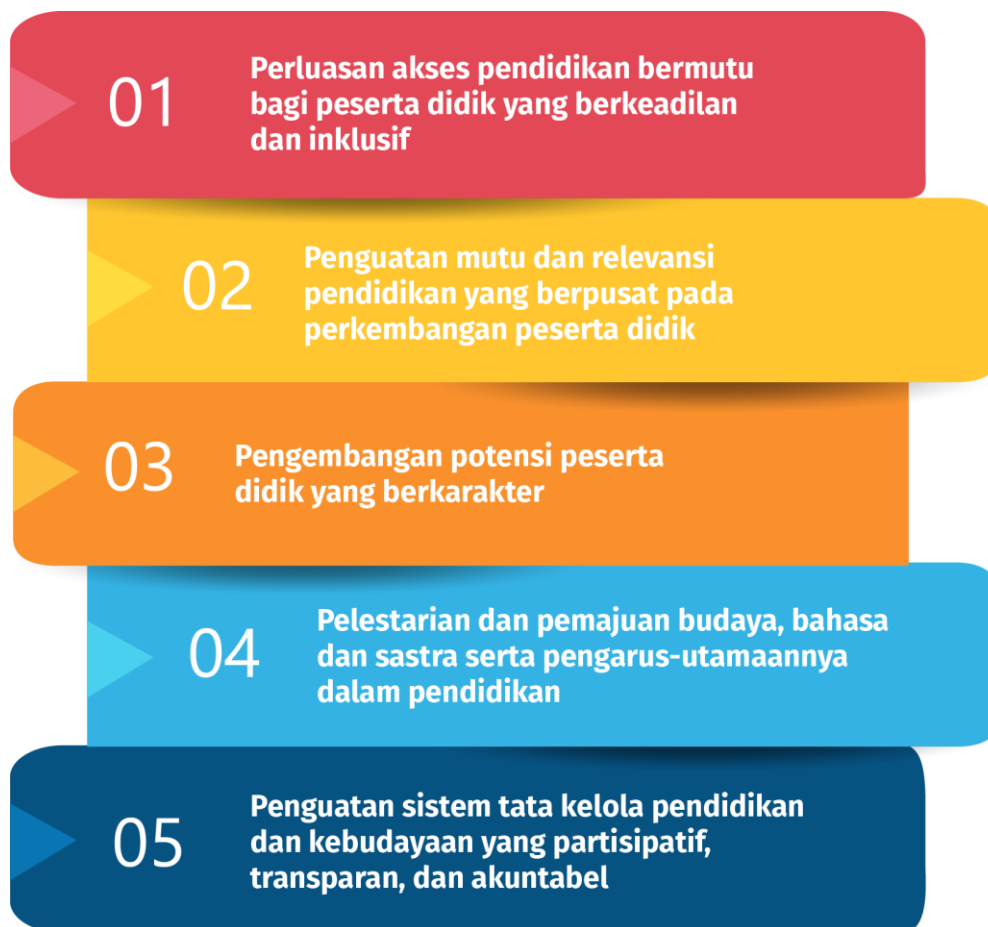 01
Perluasan akses pendidikan bermutu
bagi peserta didik yang berkeadilan
dan inklusif
02
Penguatan mutu dan relevansi
pendidikan yang berpusat pada
perkembangan peserta didik
03
Pengembangan potensi peserta
didik yang berkarakter
04
Pelestarian dan pemajuan budaya, bahasa
dan sastra serta pengarus-utamaannya
dalam pendidikan
05
Penguatan sistem tata kelola pendidikan
dan kebudayaan yang partisipatif,
transparan, dan akuntabel